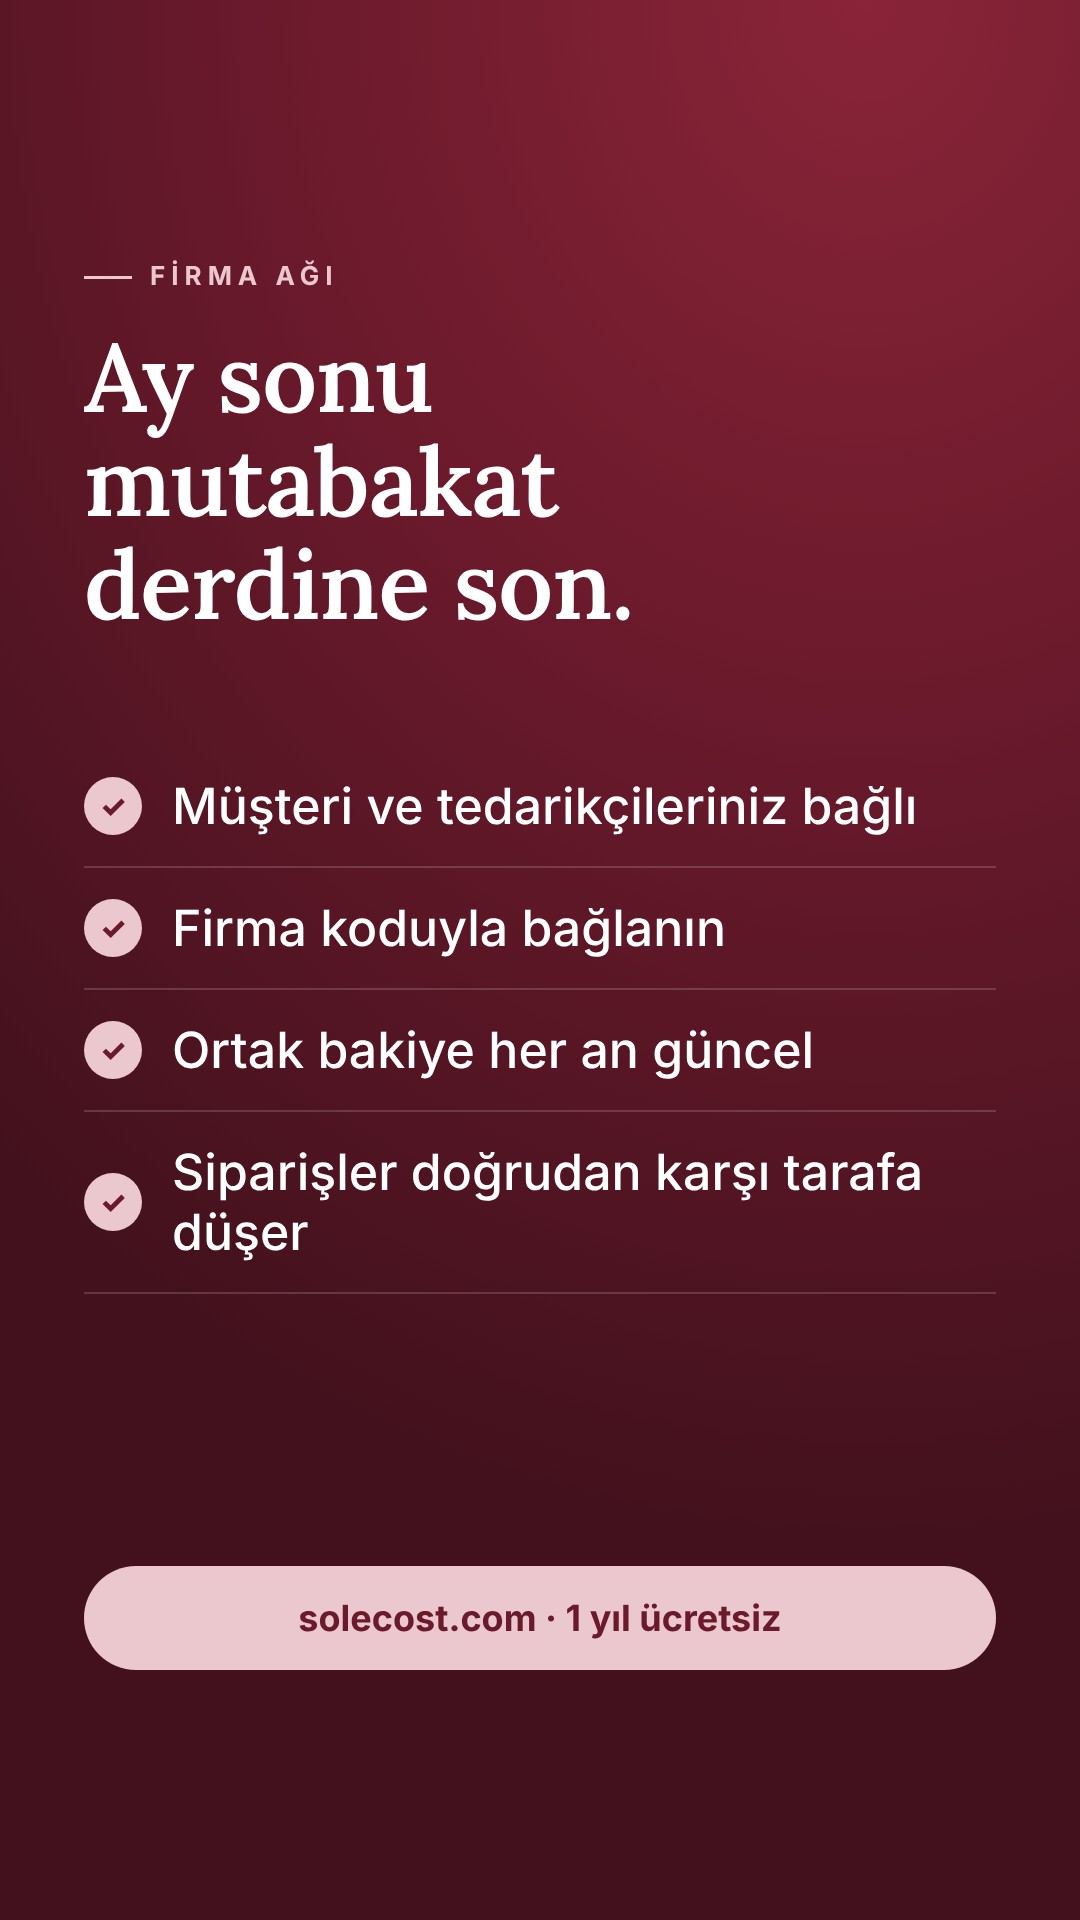 FİRMA AĞI
Ay sonu
mutabakat
derdine son.
Müşteri ve tedarikçileriniz bağlı
Firma koduyla bağlanın
Ortak bakiye her an güncel
Siparişler doğrudan karşı tarafa
düşer
solecost.com · 1 yıl ücretsiz